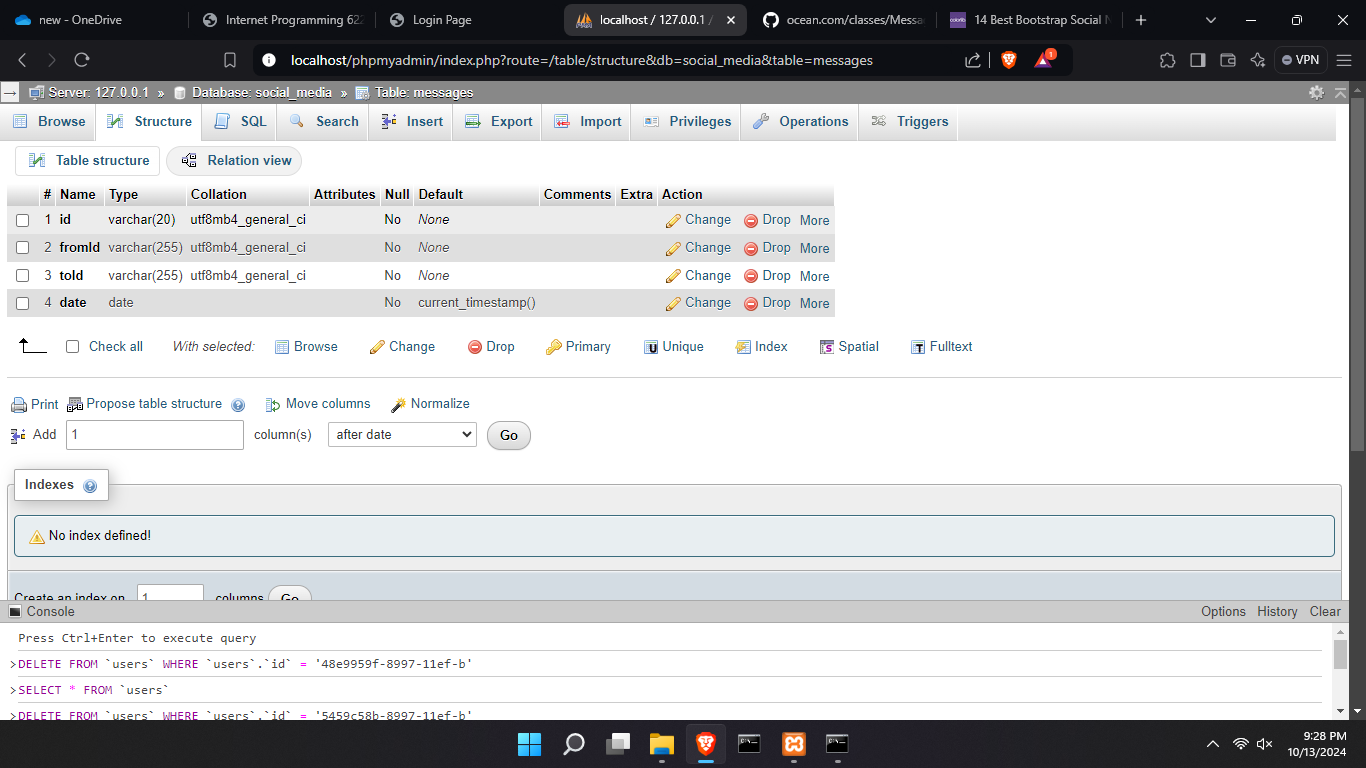 new - OneDrive
Internet Programming 622
Login Page
localhost / 127.0.0.1 /
ocean.com/classes/Messa
14 Best Bootstrap Social N
localhost/phpmyadmin/index.php?route=/table/structure&db=social_media&table=messages
1
VPN
Server: 127.0.0.1 » Database: social_media » Table: messages
Browse Structure SQL Search Insert Export Import Privileges Operations Triggers
Table structure Relation view
# Name Type Collation Attributes Null Default Comments Extra Action
1 id varchar(20) utf8mb4_general_ci No None Change Drop More
2 fromId varchar(255) utf8mb4_general_ci No None Change Drop More
3 toId varchar(255) utf8mb4_general_ci No None Change Drop More
4 date date No current_timestamp() Change Drop More
Check all With selected: Browse Change Drop Primary Unique Index Spatial Fulltext
Print Propose table structure Move columns Normalize
Add 1 column(s) after date Go
Indexes
No index defined!
Create an index on 1 columns Go
Console Options History Clear
Press Ctrl+Enter to execute query
>DELETE FROM `users` WHERE `users`.`id` = '48e9959f-8997-11ef-b'
>SELECT * FROM `users`
>DELETE FROM `users` WHERE `users`.`id` = '5459c58b-8997-11ef-b'
9:28 PM
10/13/2024